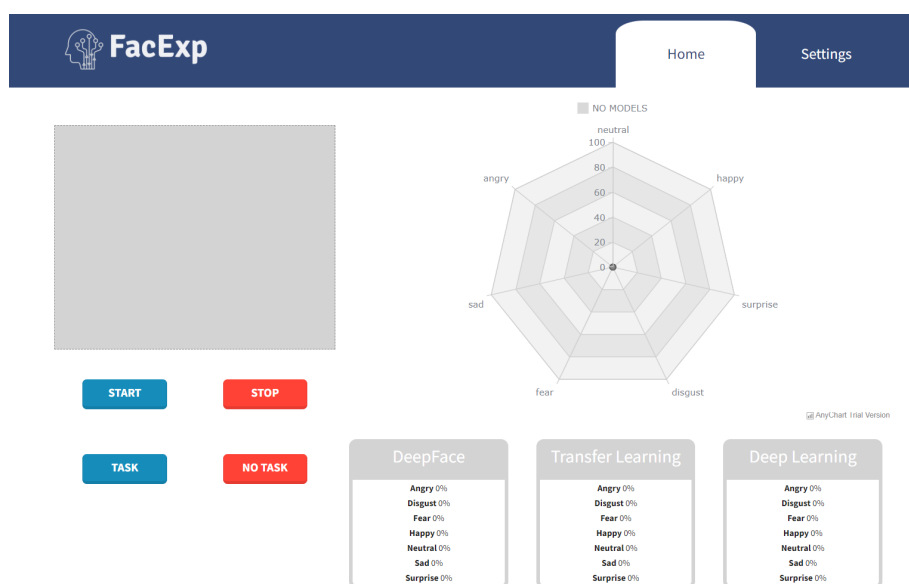 FacExp
Home
Settings
NO MODELS
neutral
100
80
60
40
20
0
angry
happy
sad
surprise
fear
disgust
AnyChart Trial Version
START
STOP
TASK
NO TASK
DeepFace
Angry 0%
Disgust 0%
Fear 0%
Happy 0%
Neutral 0%
Sad 0%
Surprise 0%
Transfer Learning
Angry 0%
Disgust 0%
Fear 0%
Happy 0%
Neutral 0%
Sad 0%
Surprise 0%
Deep Learning
Angry 0%
Disgust 0%
Fear 0%
Happy 0%
Neutral 0%
Sad 0%
Surprise 0%